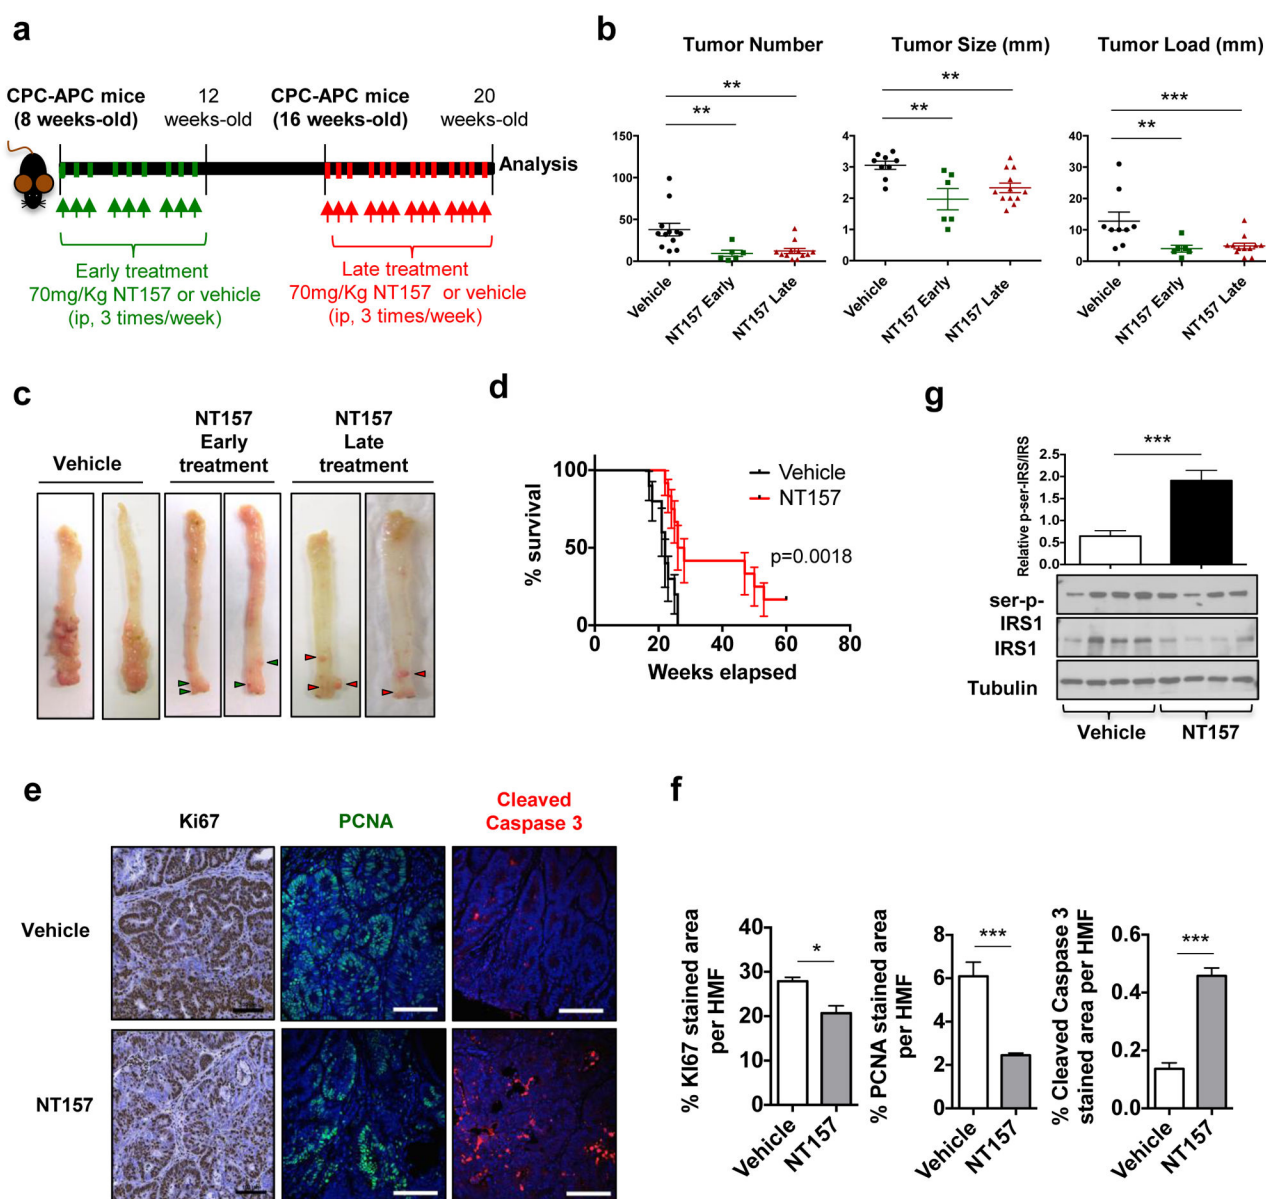 a
CPC-APC mice
(8 weeks-old)
12
weeks-old
CPC-APC mice
(16 weeks-old)
20
weeks-old
Analysis
Early treatment
70mg/Kg NT157 or vehicle
(ip, 3 times/week)
Late treatment
70mg/Kg NT157 or vehicle
(ip, 3 times/week)
b
Tumor Number
**
**
150
100
50
0
Vehicle
NT157 Early
NT157 Late
Tumor Size (mm)
**
**
4
3
2
1
0
Vehicle
NT157 Early
NT157 Late
Tumor Load (mm)
***
**
40
30
20
10
0
Vehicle
NT157 Early
NT157 Late
c
Vehicle
NT157
Early
treatment
NT157
Late
treatment
d
% survival
100
50
0
Vehicle
NT157
p=0.0018
0
20
40
60
80
Weeks elapsed
g
Relative p-ser-IRS/IRS
***
2.5
2.0
1.5
1.0
0.5
0.0
ser-p-
IRS1
IRS1
Tubulin
Vehicle
NT157
e
Ki67
PCNA
Cleaved
Caspase 3
Vehicle
NT157
f
% Ki67 stained area
per HMF
40
30
20
10
0
*
Vehicle
NT157
% PCNA stained area
per HMF
8
6
4
2
0
***
Vehicle
NT157
% Cleaved Caspase 3
stained area per HMF
0.6
0.4
0.2
0.0
***
Vehicle
NT157